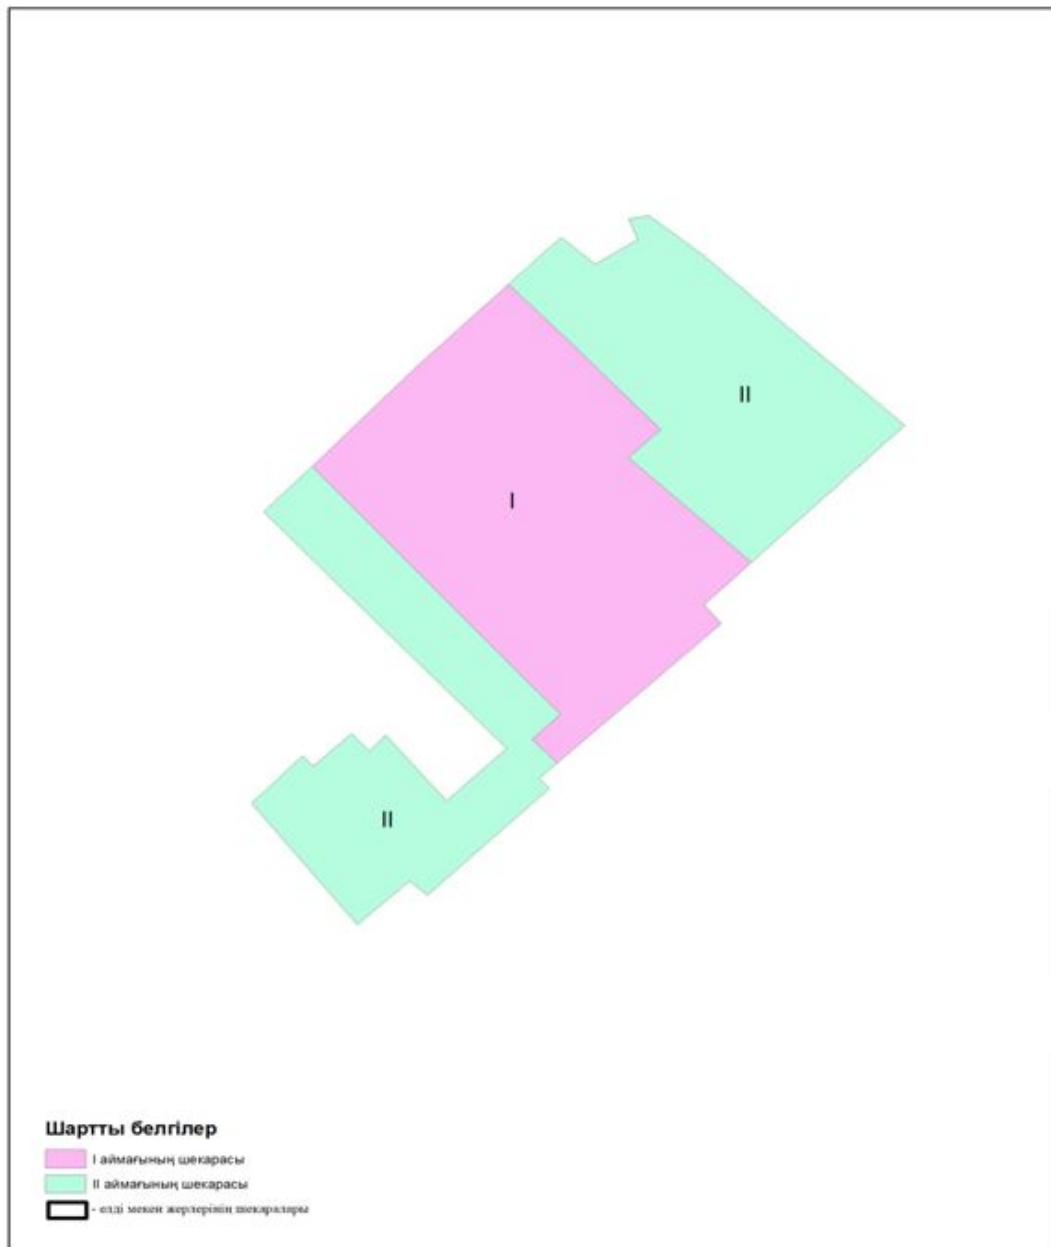 II
I
II
Шартты белгілер
I аймағының шекарасы
II аймағының шекарасы
- елді мекен жерлерінің шекаралары